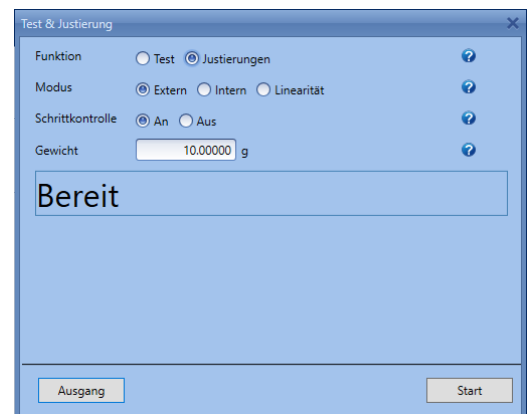 Test & Justierung
Funktion Test Justierungen
Modus Extern Intern Linearität
Schrittkontrolle An Aus
Gewicht 10.00000 g
Bereit
Ausgang Start